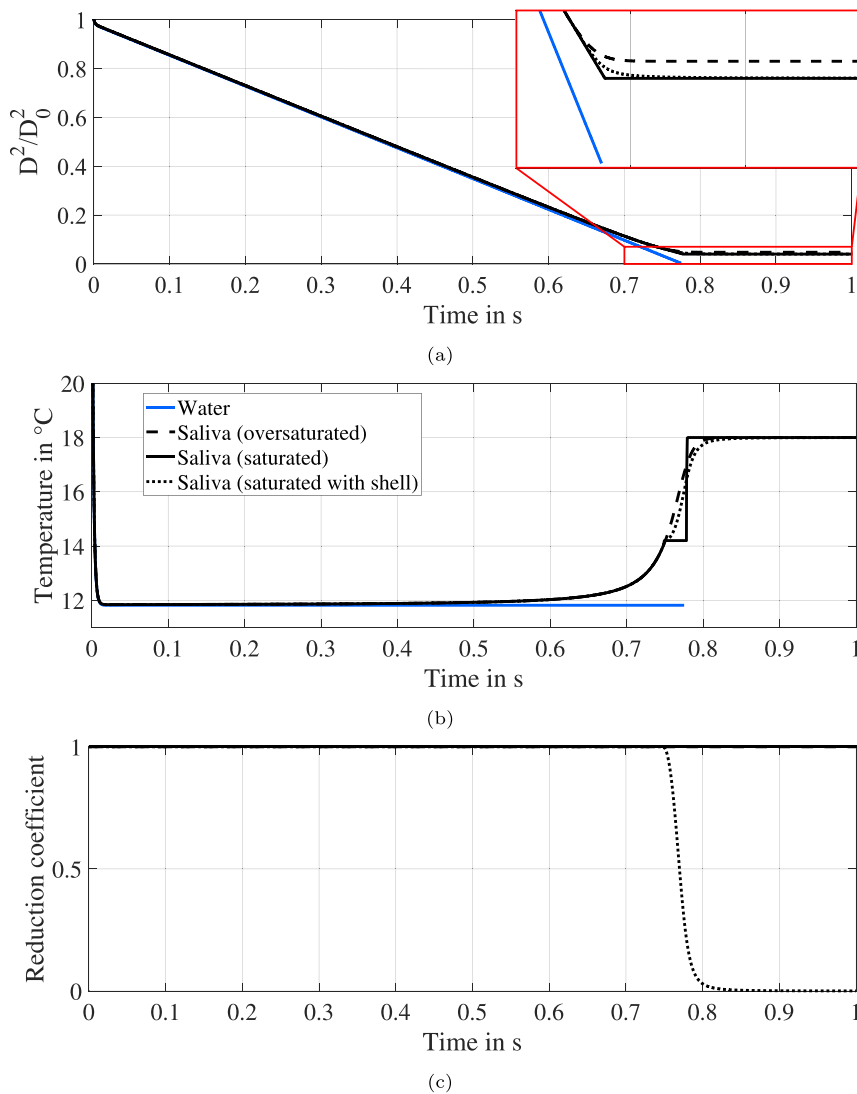 1
0.8
0.6
0.4
0.2
0
D²/D₀²
0 0.1 0.2 0.3 0.4 0.5 0.6 0.7 0.8 0.9 1
Time in s
(a)
20
18
16
14
12
Temperature in °C
Water
Saliva (oversaturated)
Saliva (saturated)
Saliva (saturated with shell)
0 0.1 0.2 0.3 0.4 0.5 0.6 0.7 0.8 0.9 1
Time in s
(b)
1
0.5
0
Reduction coefficient
0 0.1 0.2 0.3 0.4 0.5 0.6 0.7 0.8 0.9 1
Time in s
(c)